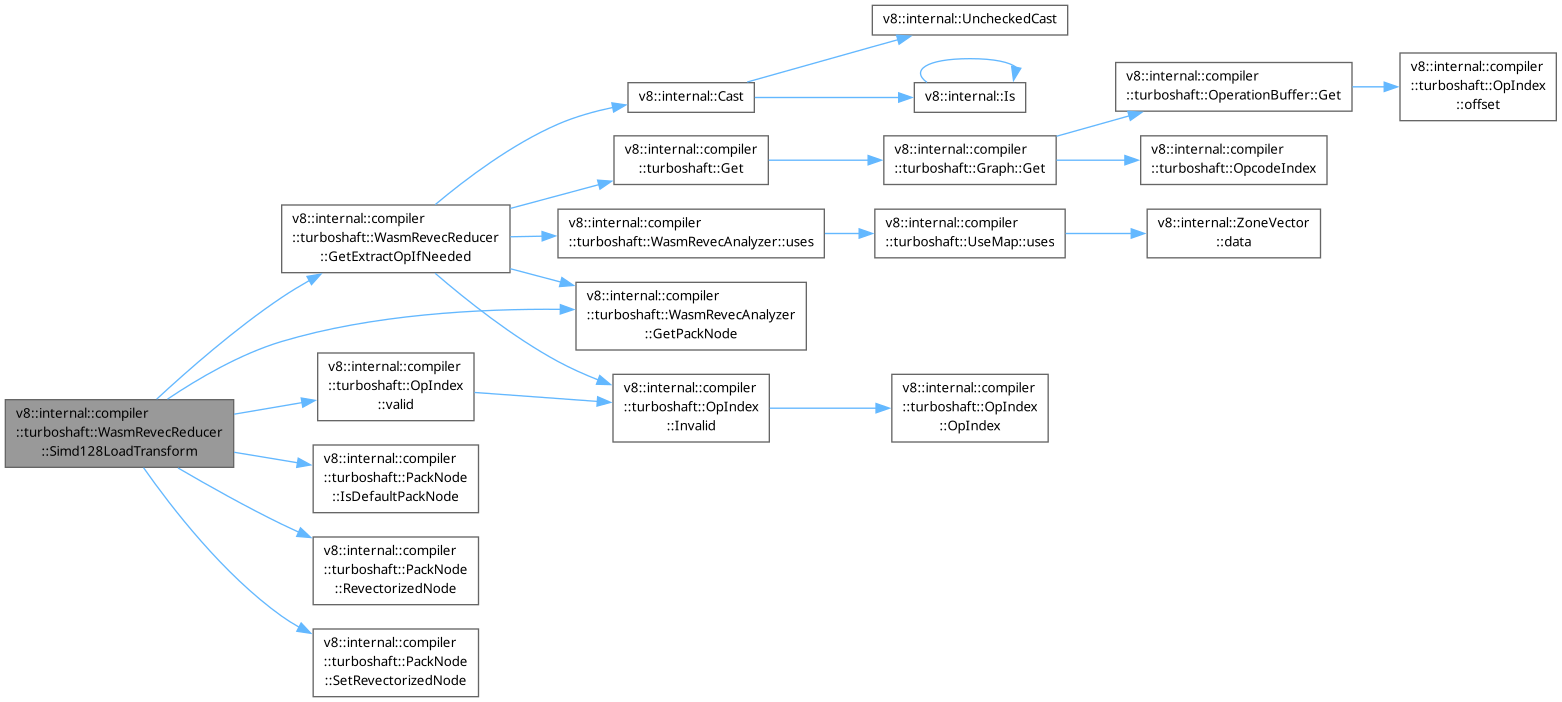 v8::internal::UncheckedCast
v8::internal::Cast
v8::internal::Is
v8::internal::compiler
::turboshaft::OperationBuffer::Get
v8::internal::compiler
::turboshaft::OpIndex
::offset
v8::internal::compiler
::turboshaft::Get
v8::internal::compiler
::turboshaft::Graph::Get
v8::internal::compiler
::turboshaft::OpcodeIndex
v8::internal::compiler
::turboshaft::WasmRevecReducer
::GetExtractOpIfNeeded
v8::internal::compiler
::turboshaft::WasmRevecAnalyzer::uses
v8::internal::compiler
::turboshaft::UseMap::uses
v8::internal::ZoneVector
::data
v8::internal::compiler
::turboshaft::WasmRevecAnalyzer
::GetPackNode
v8::internal::compiler
::turboshaft::OpIndex
::valid
v8::internal::compiler
::turboshaft::OpIndex
::Invalid
v8::internal::compiler
::turboshaft::OpIndex
::OpIndex
v8::internal::compiler
::turboshaft::WasmRevecReducer
::Simd128LoadTransform
v8::internal::compiler
::turboshaft::PackNode
::IsDefaultPackNode
v8::internal::compiler
::turboshaft::PackNode
::RevectorizedNode
v8::internal::compiler
::turboshaft::PackNode
::SetRevectorizedNode